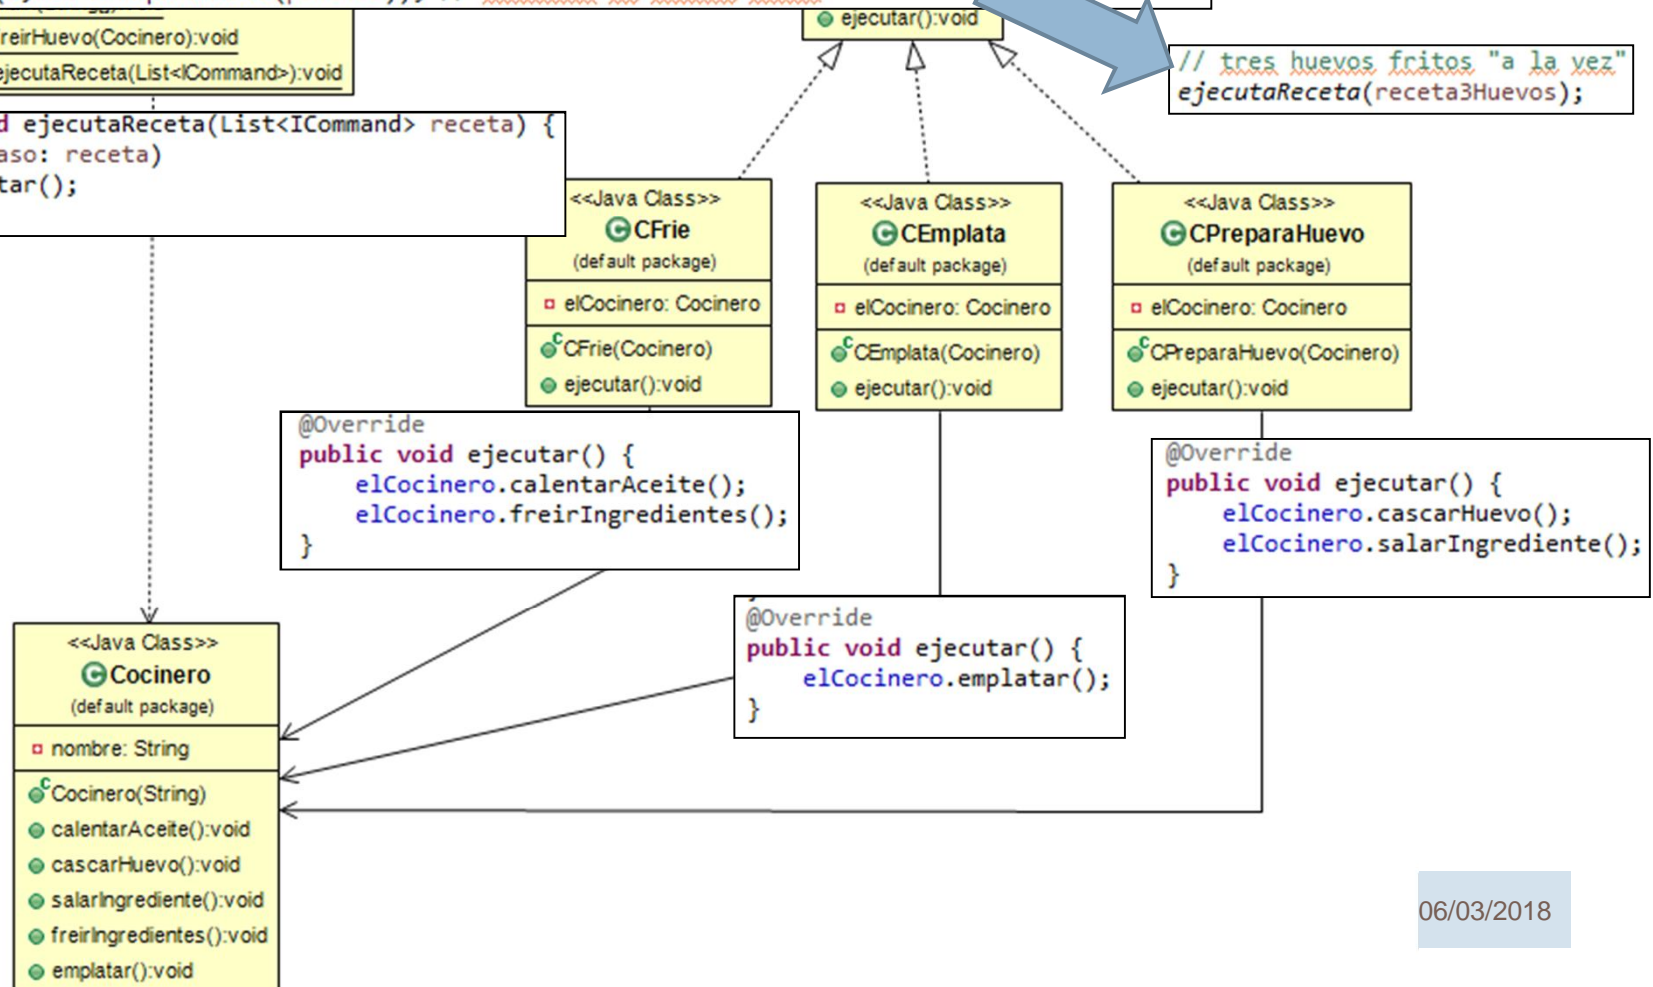 ejecutar():void
reirHuevo(Cocinero):void
ejecutaReceta(List<ICommand>):void
// tres huevos fritos "a la vez"
ejecutaReceta(receta3Huevos);
d ejecutaReceta(List<ICommand> receta) {
aso: receta)
tar();
<<Java Class>>
CFrie
(default package)
elCocinero: Cocinero
CFrie(Cocinero)
ejecutar():void
<<Java Class>>
CEmplata
(default package)
elCocinero: Cocinero
CEmplata(Cocinero)
ejecutar():void
<<Java Class>>
CPreparaHuevo
(default package)
elCocinero: Cocinero
CPreparaHuevo(Cocinero)
ejecutar():void
@Override
public void ejecutar() {
elCocinero.calentarAceite();
elCocinero.freirIngredientes();
}
@Override
public void ejecutar() {
elCocinero.cascarHuevo();
elCocinero.salarIngrediente();
}
@Override
public void ejecutar() {
elCocinero.emplatar();
}
<<Java Class>>
Cocinero
(default package)
nombre: String
Cocinero(String)
calentarAceite():void
cascarHuevo():void
salarIngrediente():void
freirIngredientes():void
emplatar():void
06/03/2018